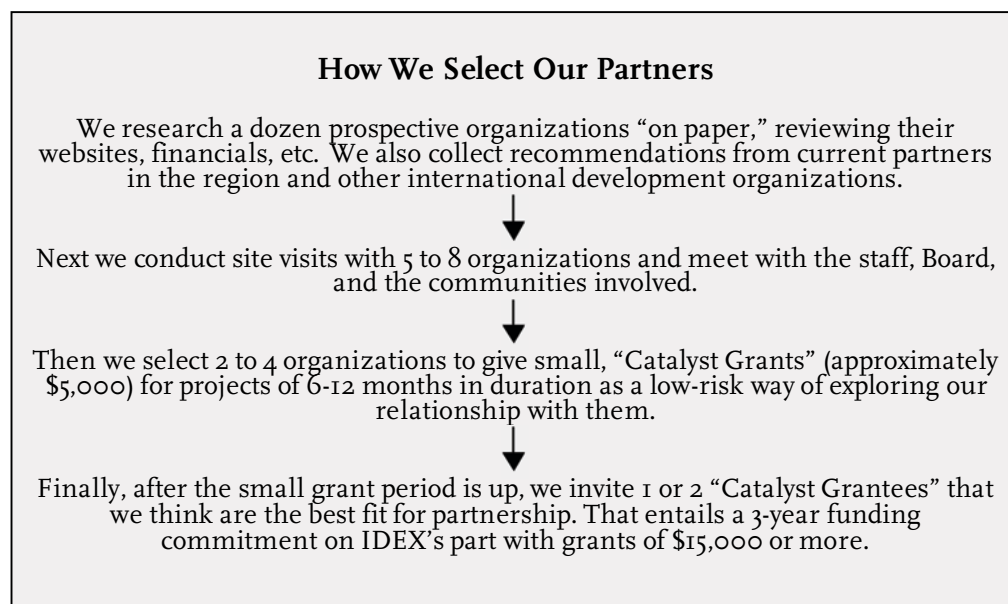 How We Select Our Partners
We research a dozen prospective organizations “on paper,” reviewing their
websites, financials, etc. We also collect recommendations from current partners
in the region and other international development organizations.
Next we conduct site visits with 5 to 8 organizations and meet with the staff, Board,
and the communities involved.
Then we select 2 to 4 organizations to give small, “Catalyst Grants” (approximately
$5,000) for projects of 6-12 months in duration as a low-risk way of exploring our
relationship with them.
Finally, after the small grant period is up, we invite 1 or 2 “Catalyst Grantees” that
we think are the best fit for partnership. That entails a 3-year funding
commitment on IDEX’s part with grants of $15,000 or more.